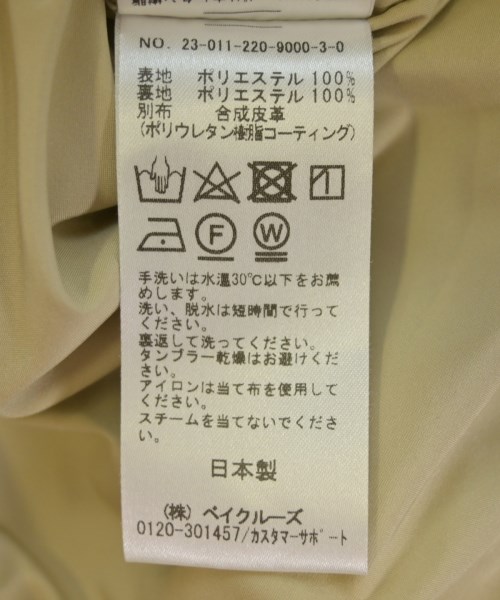 NO. 23-011-220-9000-3-0
表地 ポリエステル 100%
裏地 ポリエステル 100%
別布 合成皮革
(ポリウレタン樹脂コーティング)
F
W
手洗いは水温30℃以下をお薦
めします。
洗い、脱水は短時間で行って
ください。
裏返して洗ってください。
タンブラー乾燥はお避けくだ
さい。
アイロンは当て布を使用して
ください。
スチームを当てないでくださ
い。
日本製
(株) ベイクルーズ
0120-301457/カスタマーサポート